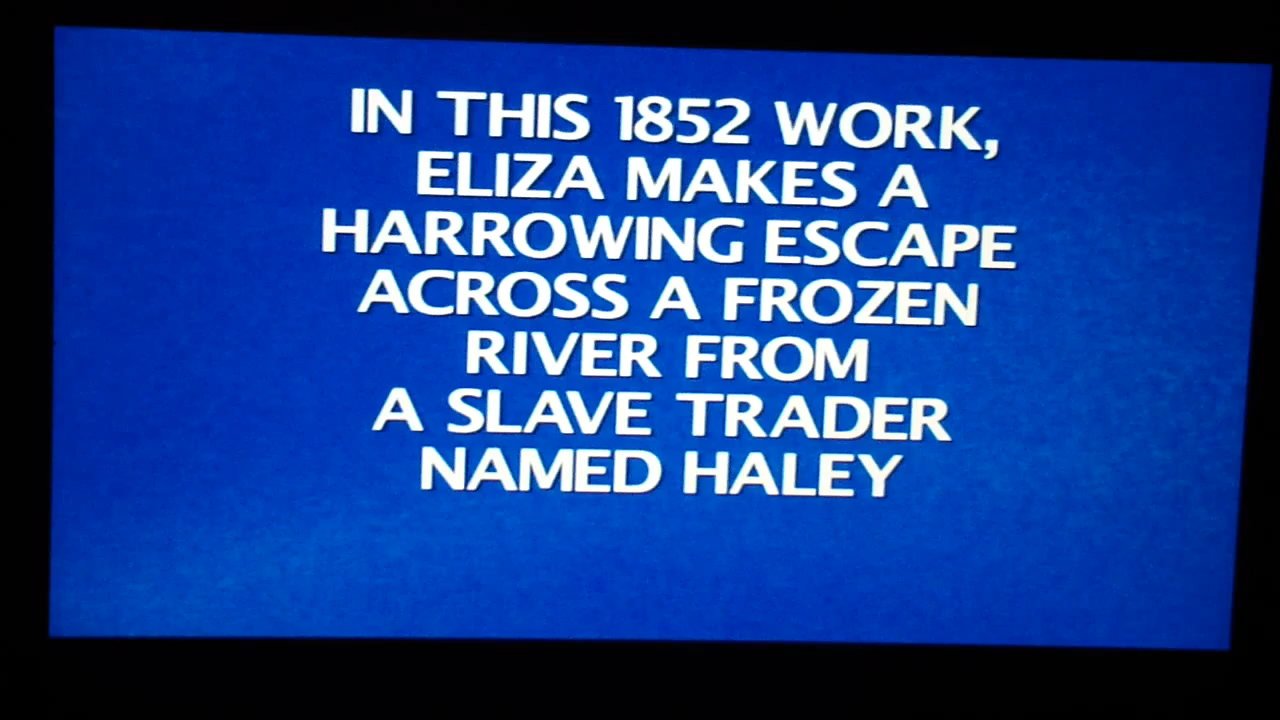 IN THIS 1852 WORK,
ELIZA MAKES A
HARROWING ESCAPE
ACROSS A FROZEN
RIVER FROM
A SLAVE TRADER
NAMED HALEY